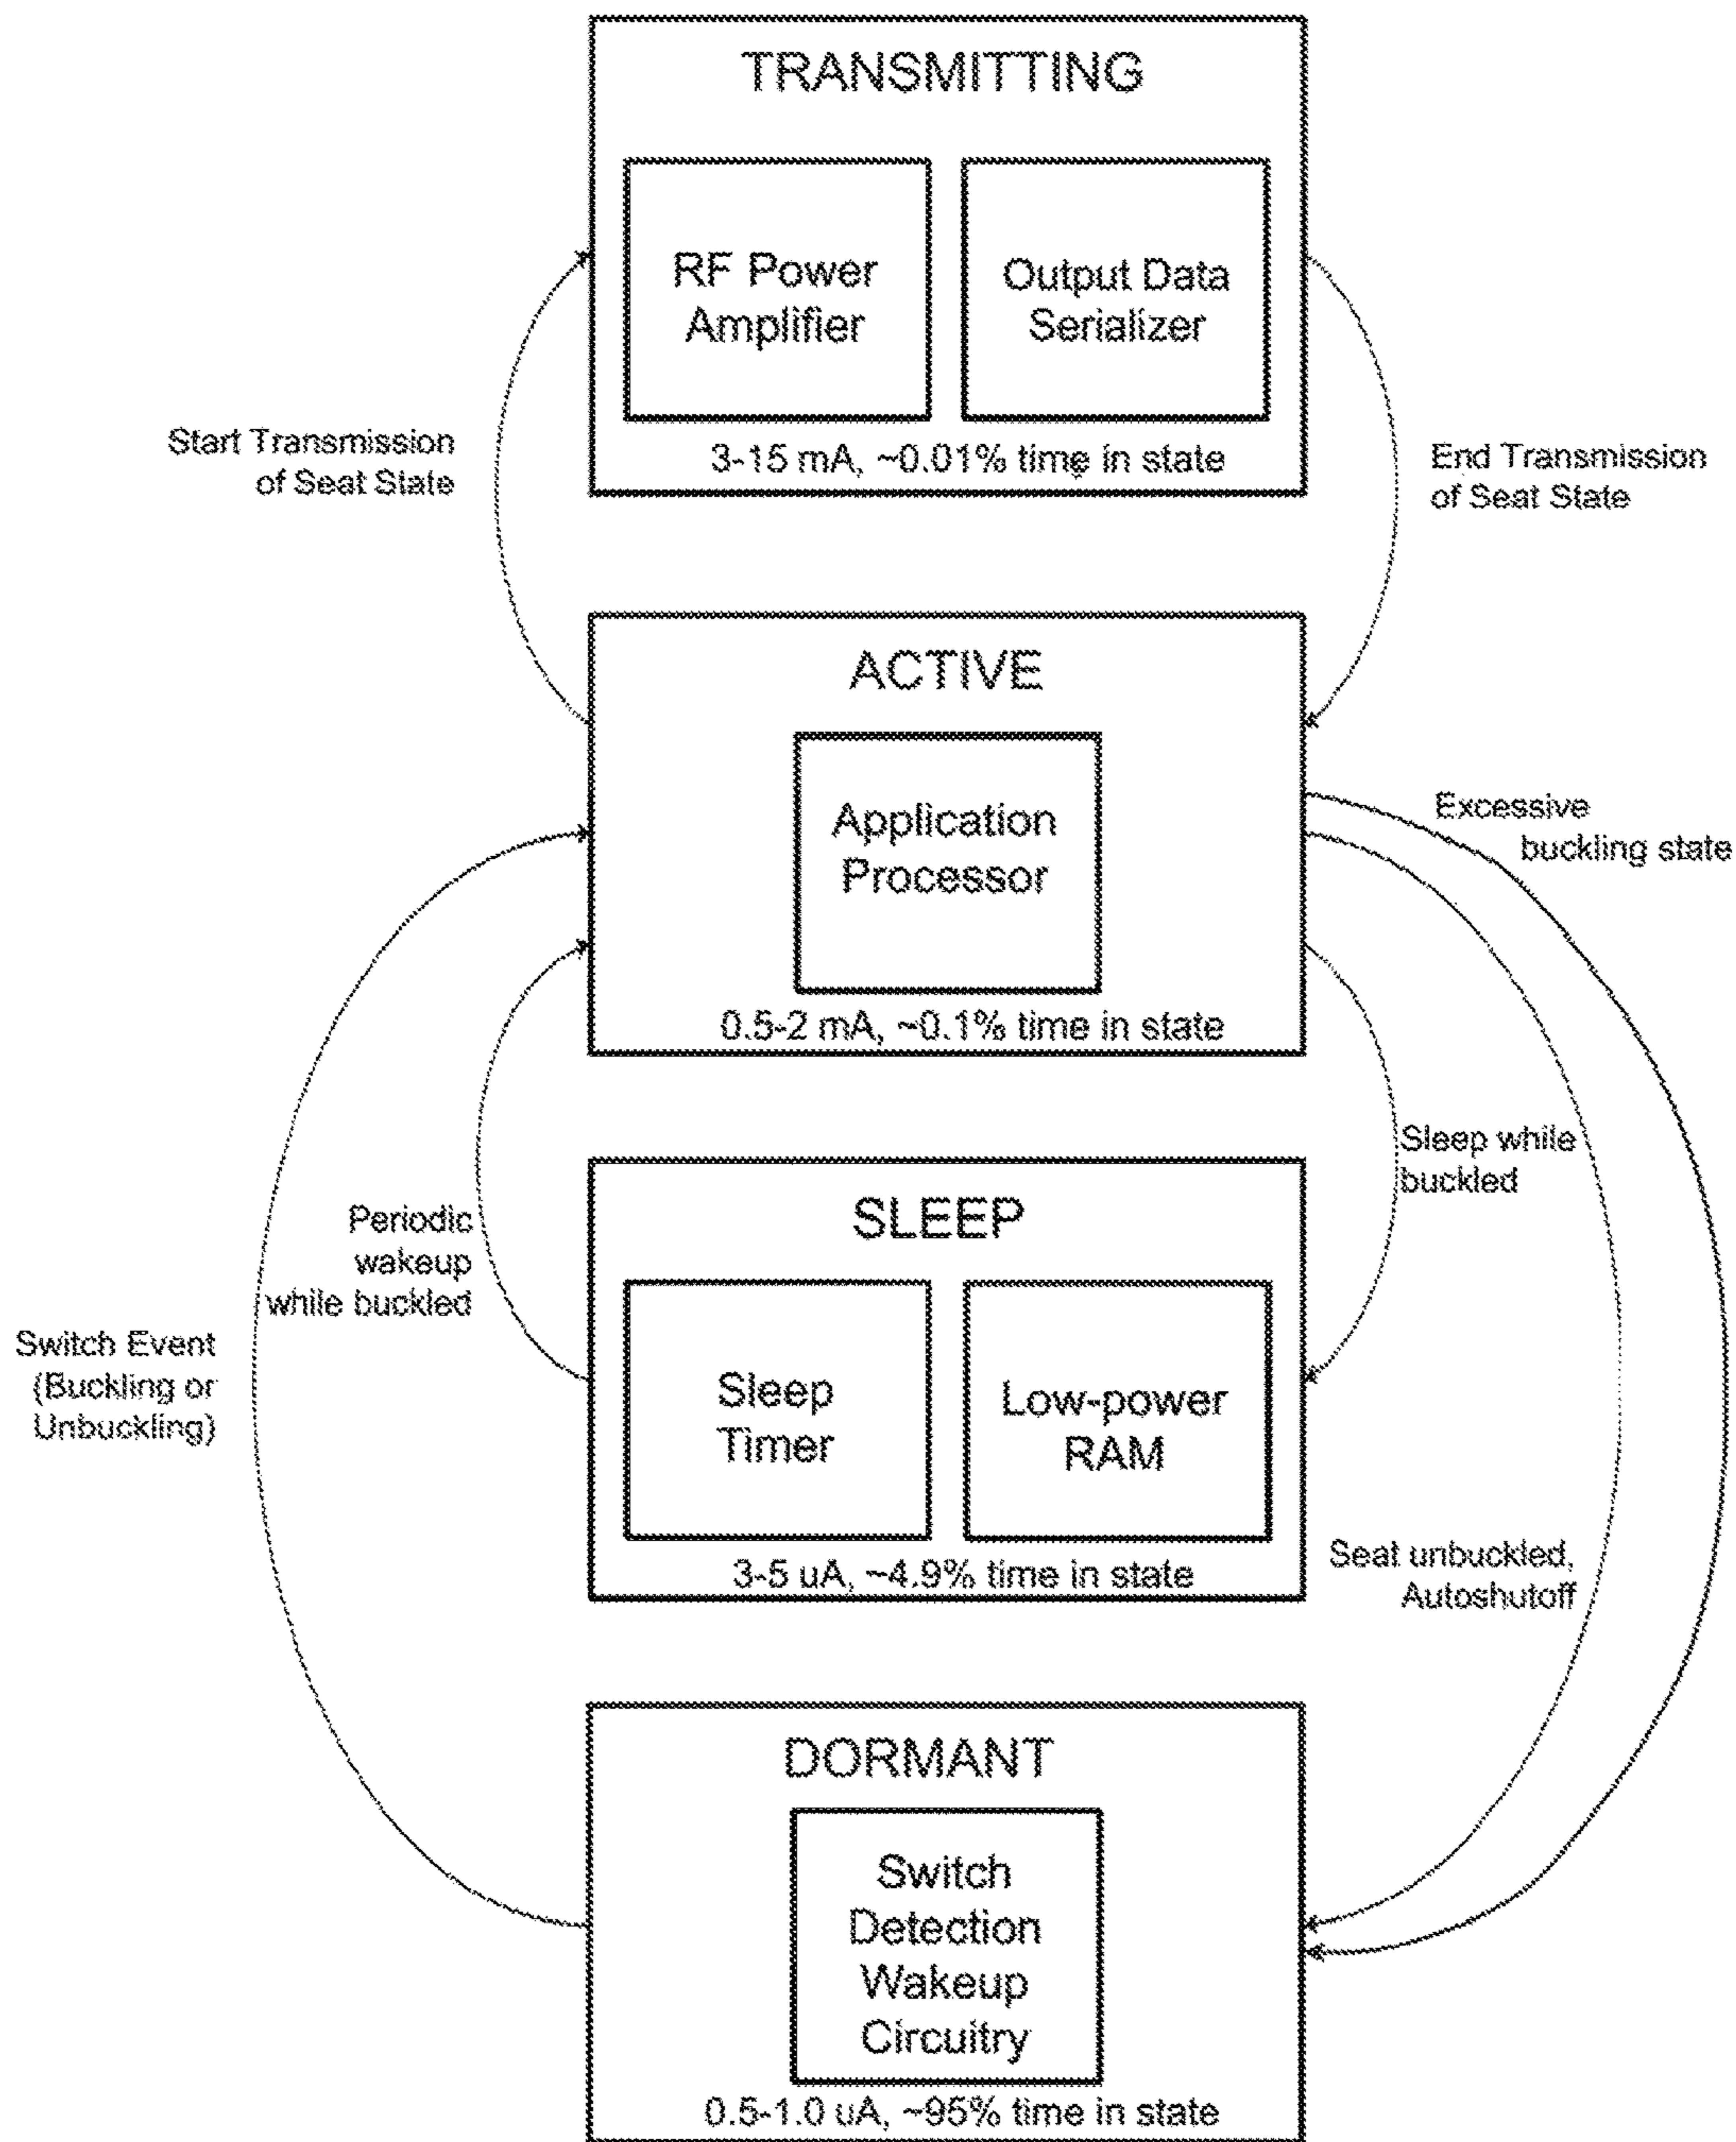 TRANSMITTING
RF Power
Amplifier
Output Data
Serializer
3-15 mA, ~0.01% time in state
Start Transmission
of Seat State
End Transmission
of Seat State
ACTIVE
Application
Processor
0.5-2 mA, ~0.1% time in state
Excessive
buckling state
Sleep while
buckled
Periodic
wakeup
while buckled
SLEEP
Sleep
Timer
Low-power
RAM
3-5 uA, ~4.9% time in state
Switch Event
(Buckling or
Unbuckling)
Seat unbuckled,
Autoshutoff
DORMANT
Switch
Detection
Wakeup
Circuitry
0.5-1.0 uA, ~95% time in state